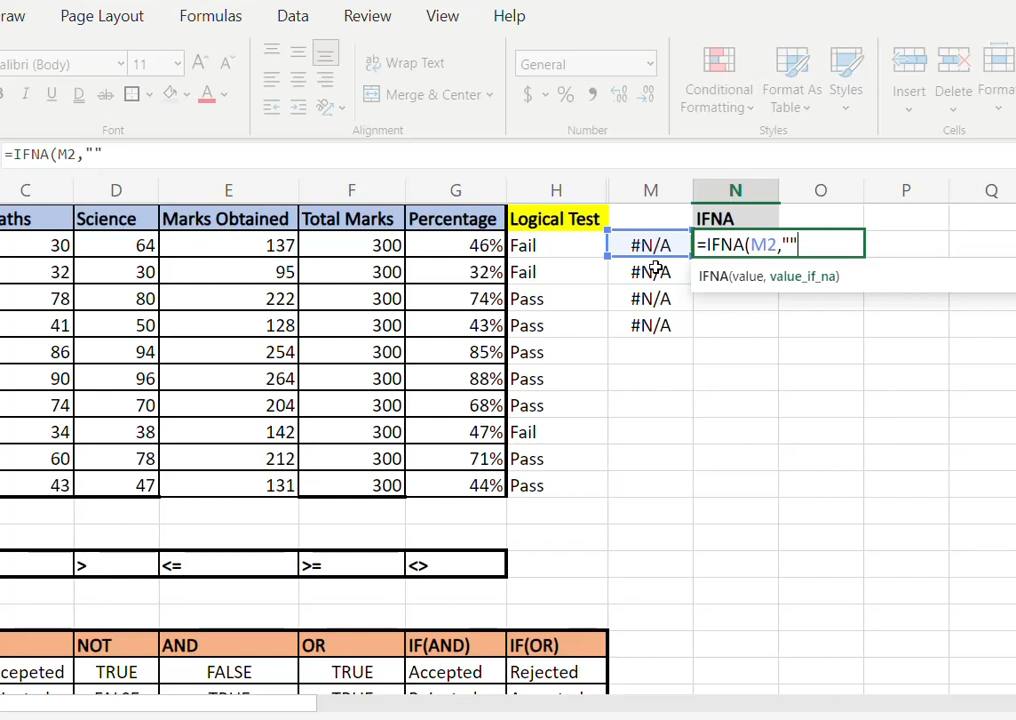 raw Page Layout Formulas Data Review View Help
alibri (Body) 11 A^ Aˇ Wrap Text General Conditional Formatting Format As Table Styles Insert Delete Forma
B I U D ab A Merge & Center $ % 9
Font Alignment Number Styles Cells
=IFNA(M2,""
C D E F G H M N O P Q
aths Science Marks Obtained Total Marks Percentage Logical Test IFNA
30 64 137 300 46% Fail #N/A =IFNA(M2,""
32 30 95 300 32% Fail #N/A IFNA(value, value_if_na)
78 80 222 300 74% Pass #N/A
41 50 128 300 43% Pass #N/A
86 94 254 300 85% Pass
90 96 264 300 88% Pass
74 70 204 300 68% Pass
34 38 142 300 47% Fail
60 78 212 300 71% Pass
43 47 131 300 44% Pass
> <= >= <>
NOT AND OR IF(AND) IF(OR)
ccepeted TRUE FALSE TRUE Accepted Rejected